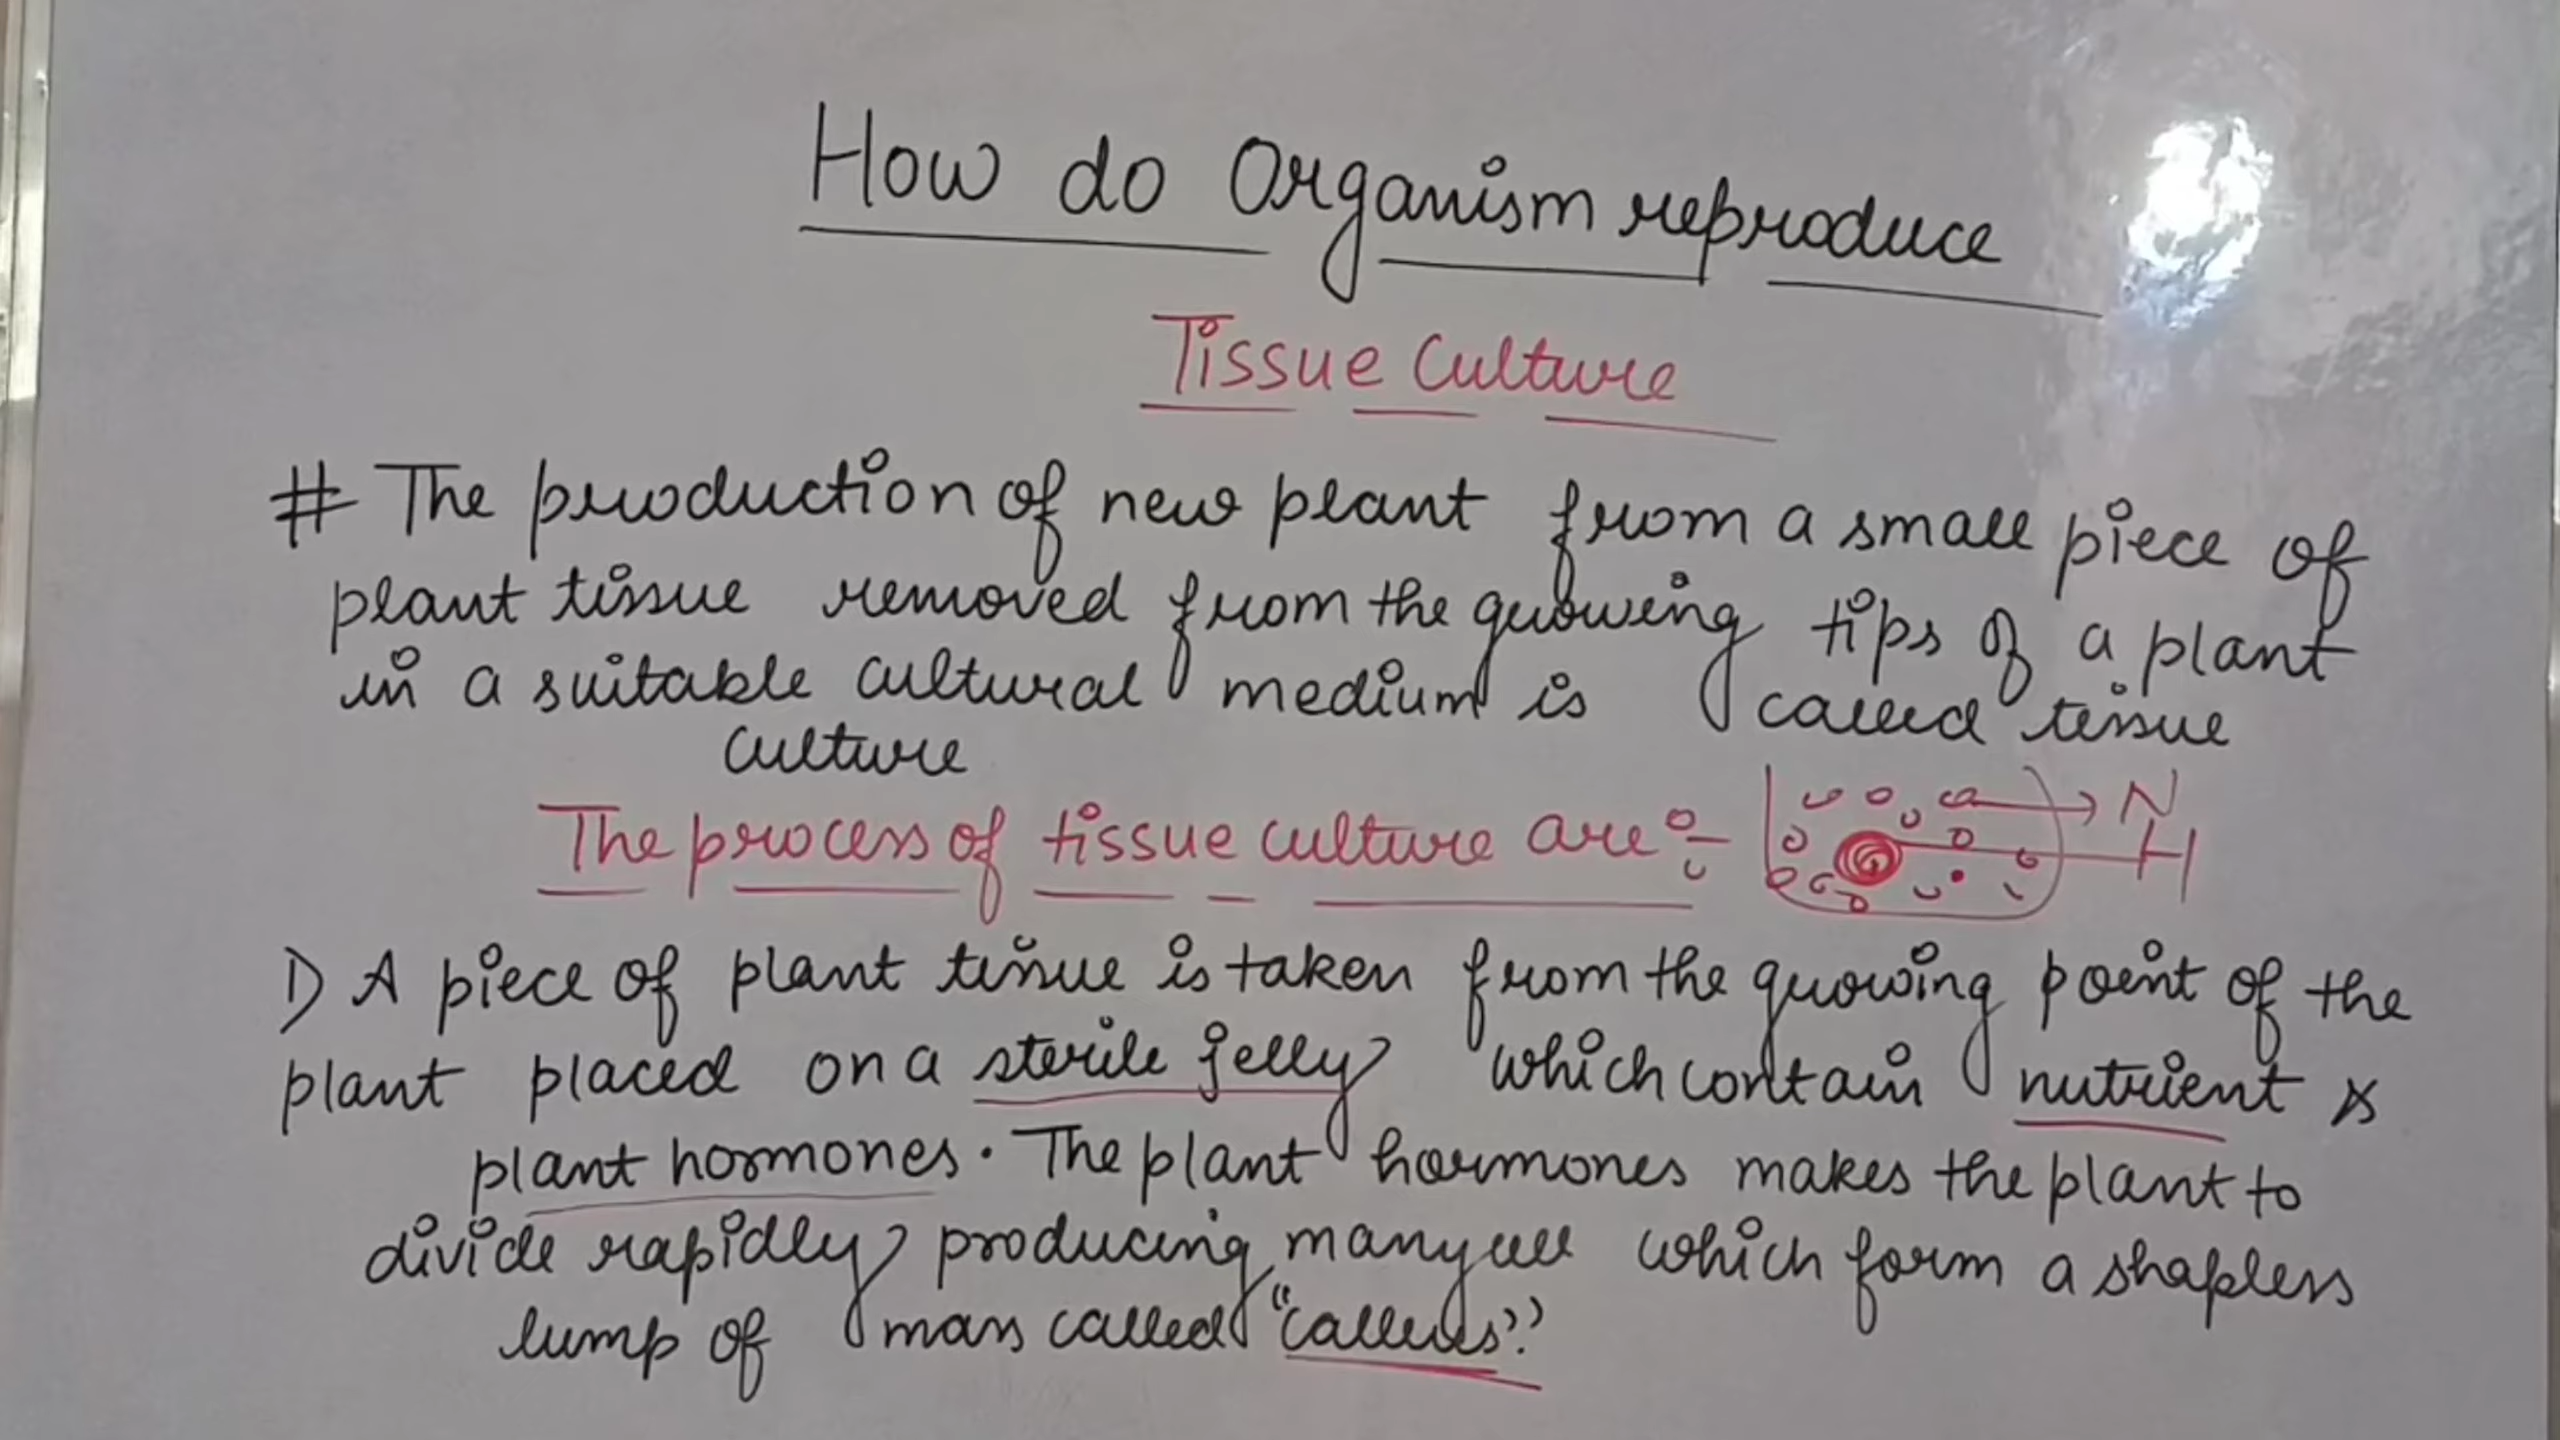 How do Organism reproduce
Tissue Culture
# The production of new plant from a small piece of
plant tissue removed from the growing tips of a plant
in a suitable cultural medium is called tissue
culture
The process of tissue culture are :-
N
H
1) A piece of plant tissue is taken from the growing point of the
plant placed on a sterile jelly which contain nutrient &
plant hormones. The plant hormones makes the plant to
divide rapidly producing many cell which form a shapless
lump of mass called "callus"